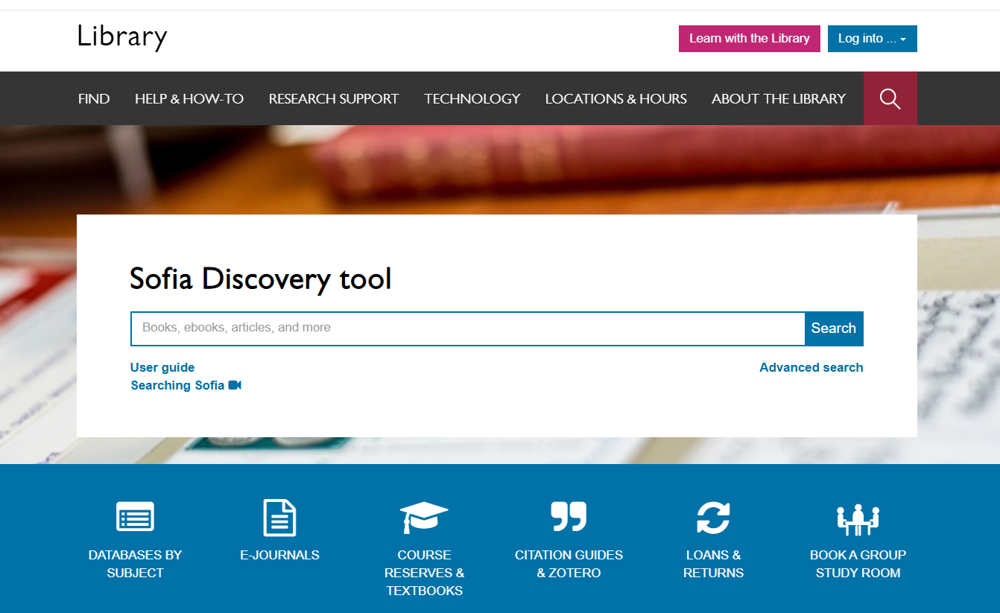 Library
Learn with the Library
Log into ...
FIND
HELP & HOW-TO
RESEARCH SUPPORT
TECHNOLOGY
LOCATIONS & HOURS
ABOUT THE LIBRARY
Sofia Discovery tool
Books, ebooks, articles, and more
Search
User guide
Advanced search
Searching Sofia
DATABASES BY
SUBJECT
E-JOURNALS
COURSE
RESERVES &
TEXTBOOKS
CITATION GUIDES
& ZOTERO
LOANS &
RETURNS
BOOK A GROUP
STUDY ROOM